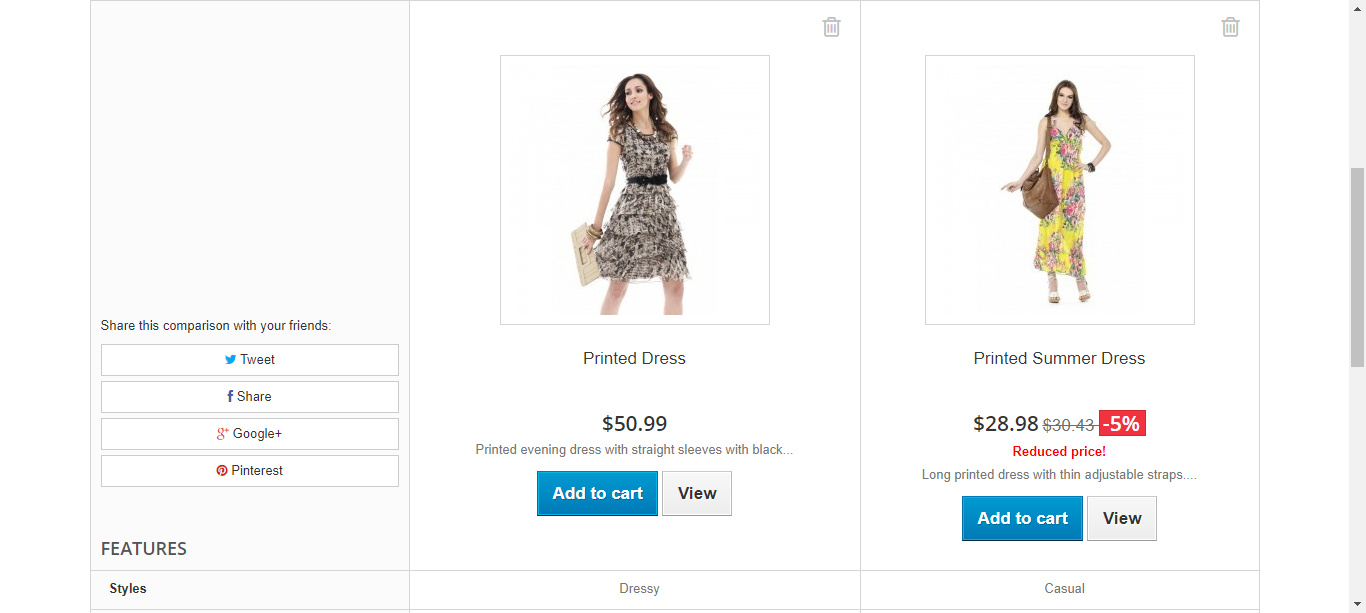 Share this comparison with your friends:
Tweet
Share
Google+
Pinterest
FEATURES
Printed Dress
$50.99
Printed evening dress with straight sleeves with black...
Add to cart View
Printed Summer Dress
$28.98 $30.43 -5%
Reduced price!
Long printed dress with thin adjustable straps....
Add to cart View
Styles Dressy Casual